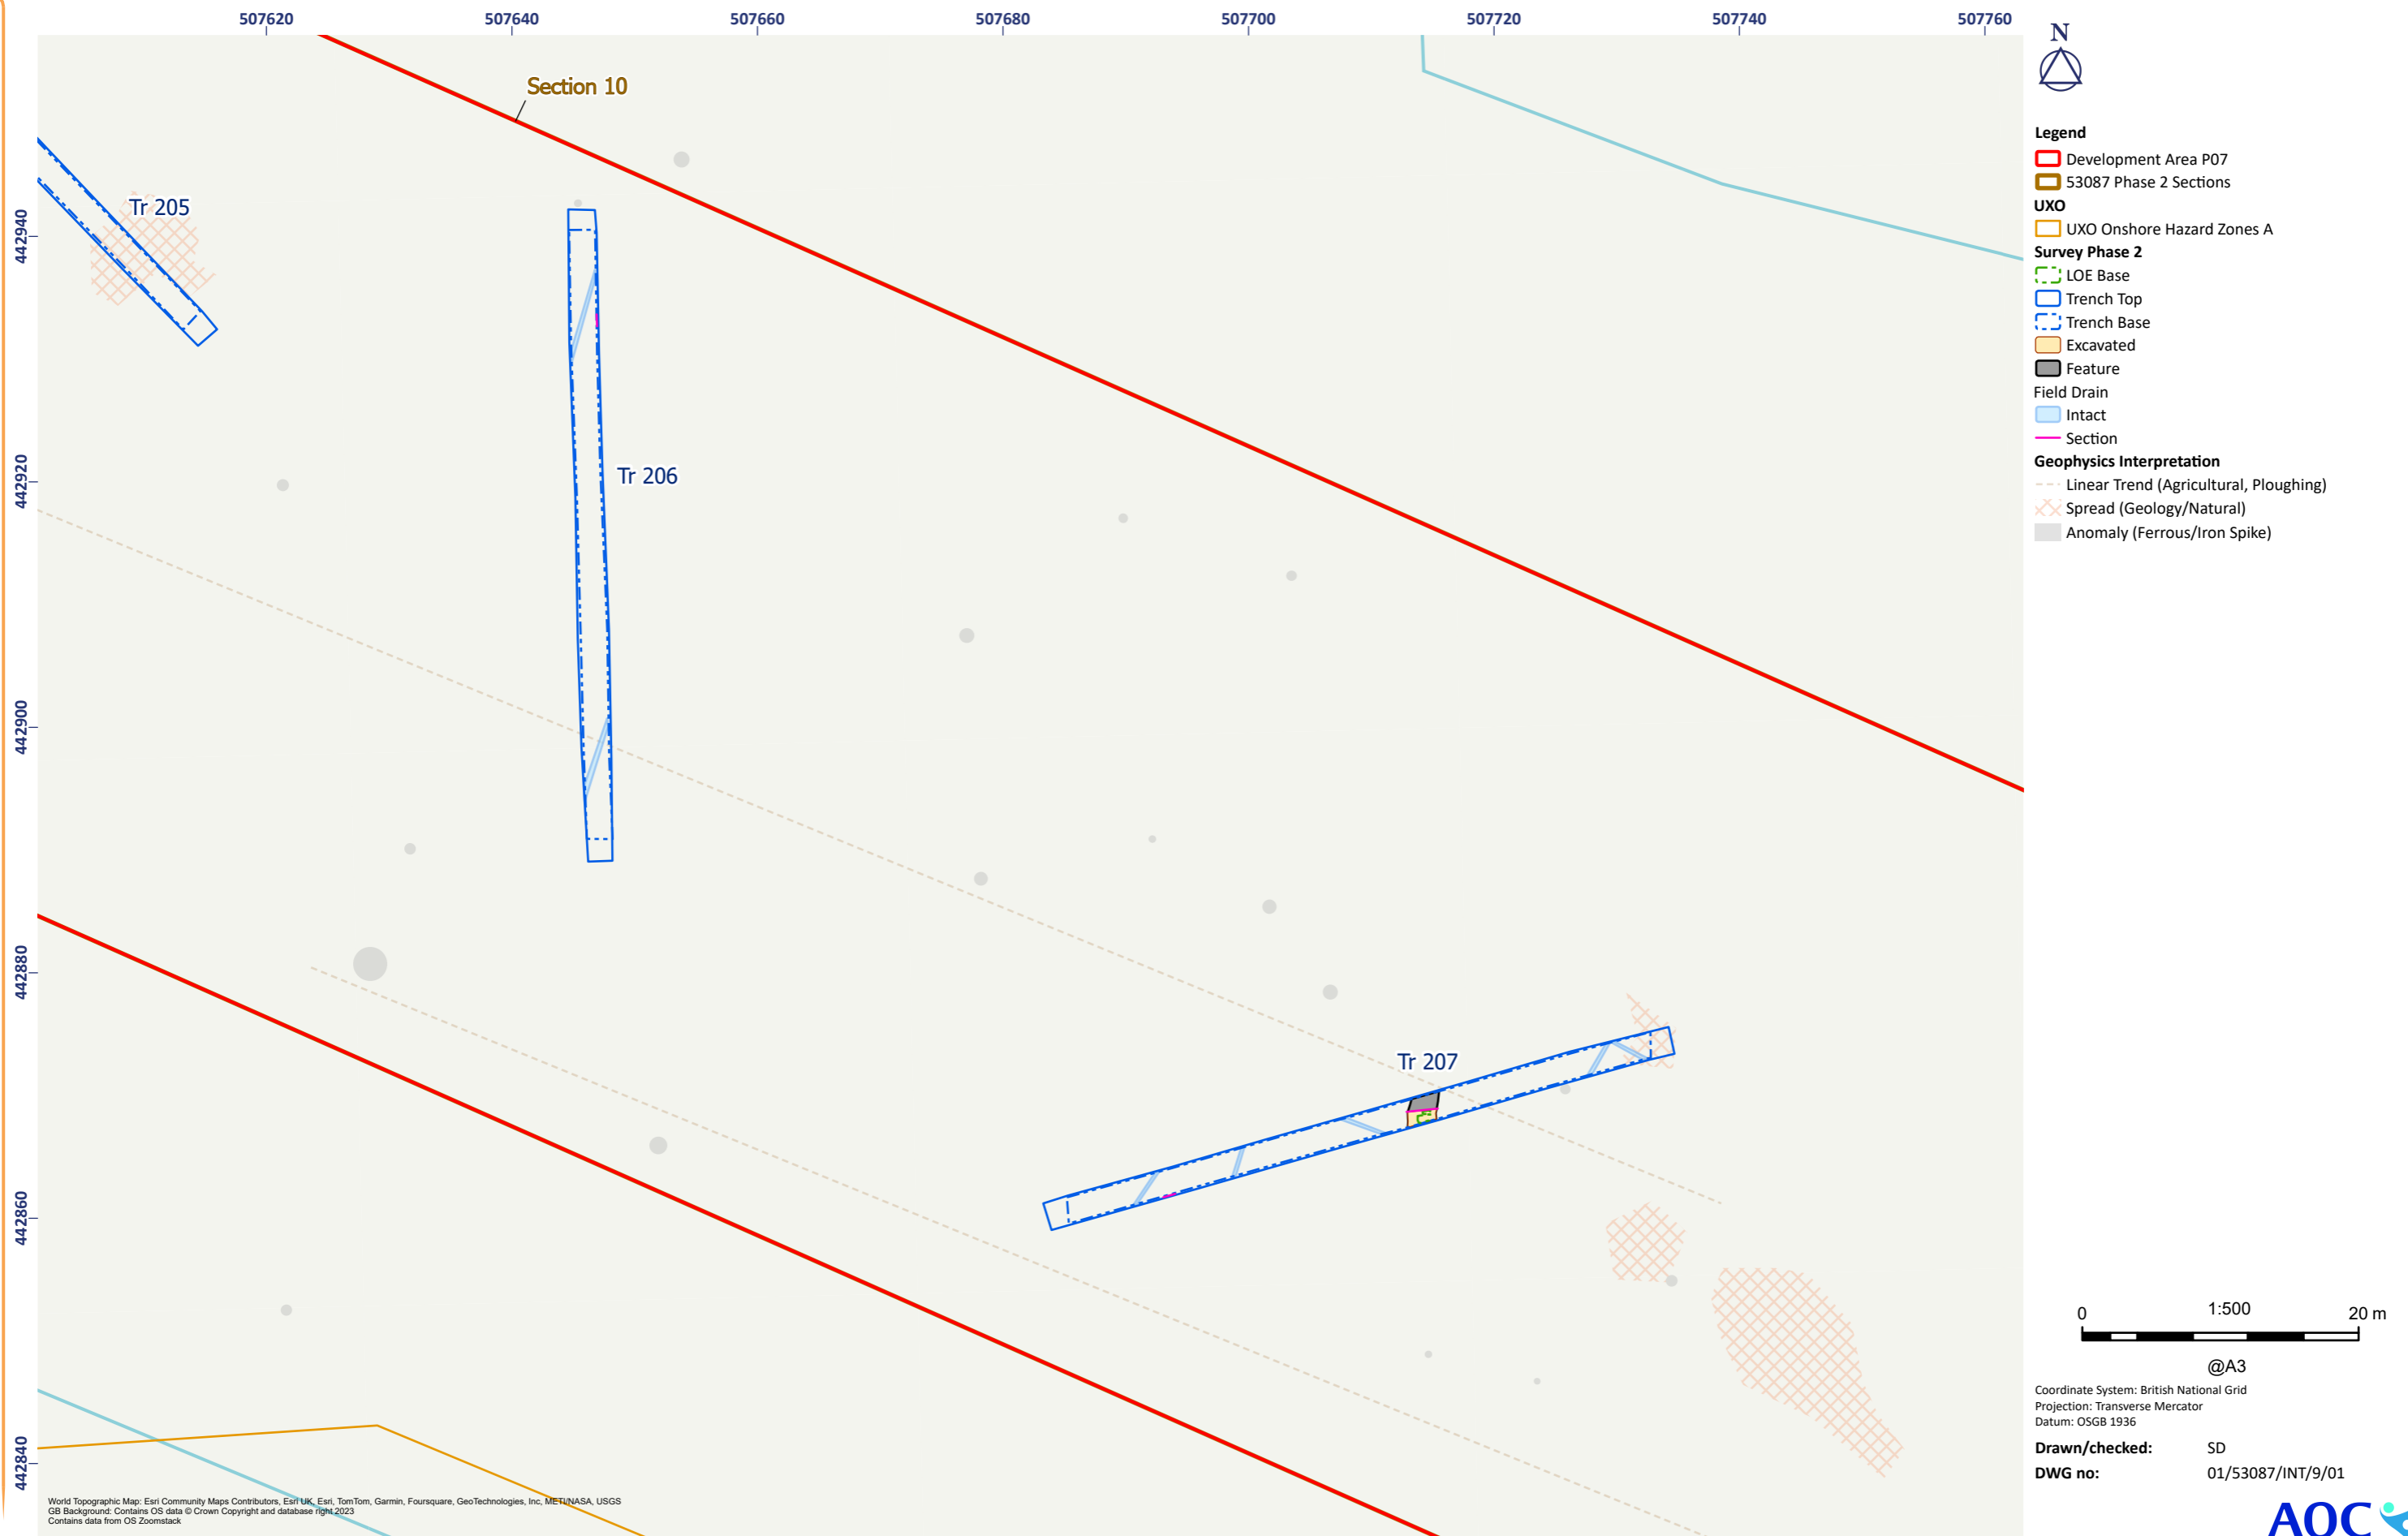 507620 507640 507660 507680 507700 507720 507740 507760
N
Section 10
Tr 205
Tr 206
Tr 207
442940
442920
442900
442880
442860
442840
Legend
Development Area P07
53087 Phase 2 Sections
UXO
UXO Onshore Hazard Zones A
Survey Phase 2
LOE Base
Trench Top
Trench Base
Excavated
Feature
Field Drain
Intact
Section
Geophysics Interpretation
Linear Trend (Agricultural, Ploughing)
Spread (Geology/Natural)
Anomaly (Ferrous/Iron Spike)
0 1:500 20 m
@A3
Coordinate System: British National Grid
Projection: Transverse Mercator
Datum: OSGB 1936
Drawn/checked: SD
DWG no: 01/53087/INT/9/01
AOC
World Topographic Map: Esri Community Maps Contributors, Esri UK, Esri, TomTom, Garmin, Foursquare, GeoTechnologies, Inc, METI/NASA, USGS
GB Background: Contains OS data © Crown Copyright and database right 2023
Contains data from OS Zoomstack